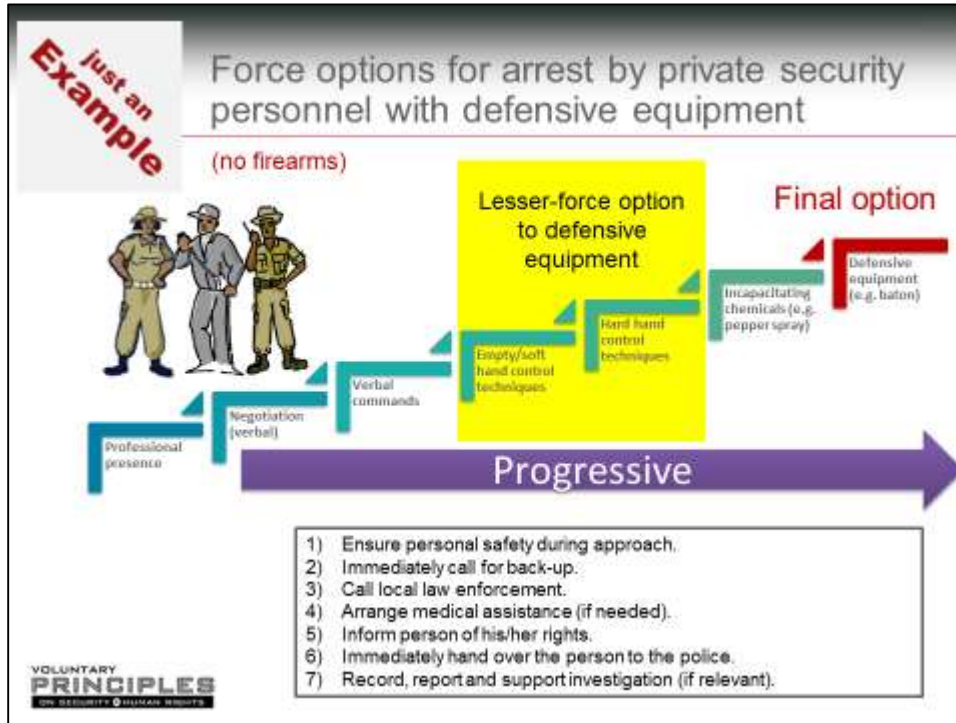 just an
Example
Force options for arrest by private security
personnel with defensive equipment
(no firearms)
Lesser-force option
to defensive
equipment
Final option
Professional
presence
Negotiation
(verbal)
Verbal
commands
Empty/soft
hand control
techniques
Hard hand
control
techniques
Incapacitating
chemicals (e.g.
pepper spray)
Defensive
equipment
(e.g. baton)
Progressive
1) Ensure personal safety during approach.
2) Immediately call for back-up.
3) Call local law enforcement.
4) Arrange medical assistance (if needed).
5) Inform person of his/her rights.
6) Immediately hand over the person to the police.
7) Record, report and support investigation (if relevant).
VOLUNTARY
PRINCIPLES
ON SECURITY HUMAN RIGHTS